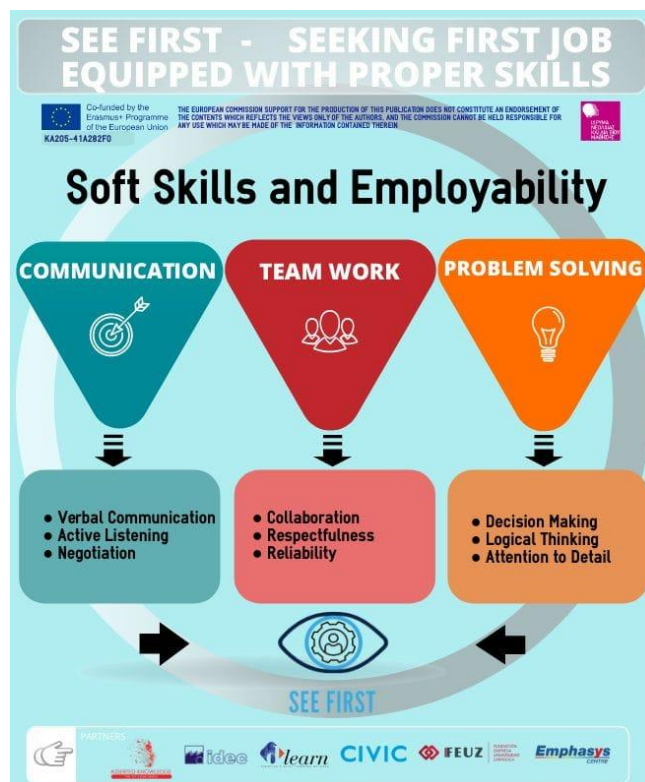 SEE FIRST - SEEKING FIRST JOB
EQUIPPED WITH PROPER SKILLS
Co-funded by the
Erasmus+ Programme
of the European Union
KA205-41A282F0
THE EUROPEAN COMMISSION SUPPORT FOR THE PRODUCTION OF THIS PUBLICATION DOES NOT CONSTITUTE AN ENDORSEMENT OF
THE CONTENTS WHICH REFLECTS THE VIEWS ONLY OF THE AUTHORS, AND THE COMMISSION CANNOT BE HELD RESPONSIBLE FOR
ANY USE WHICH MAY BE MADE OF THE INFORMATION CONTAINED THEREIN
Soft Skills and Employability
COMMUNICATION
TEAM WORK
PROBLEM SOLVING
● Verbal Communication
● Active Listening
● Negotiation
● Collaboration
● Respectfulness
● Reliability
● Decision Making
● Logical Thinking
● Attention to Detail
SEE FIRST
PARTNERS
idec
learn
CIVIC
FEUZ
Emphasys
CENTRE